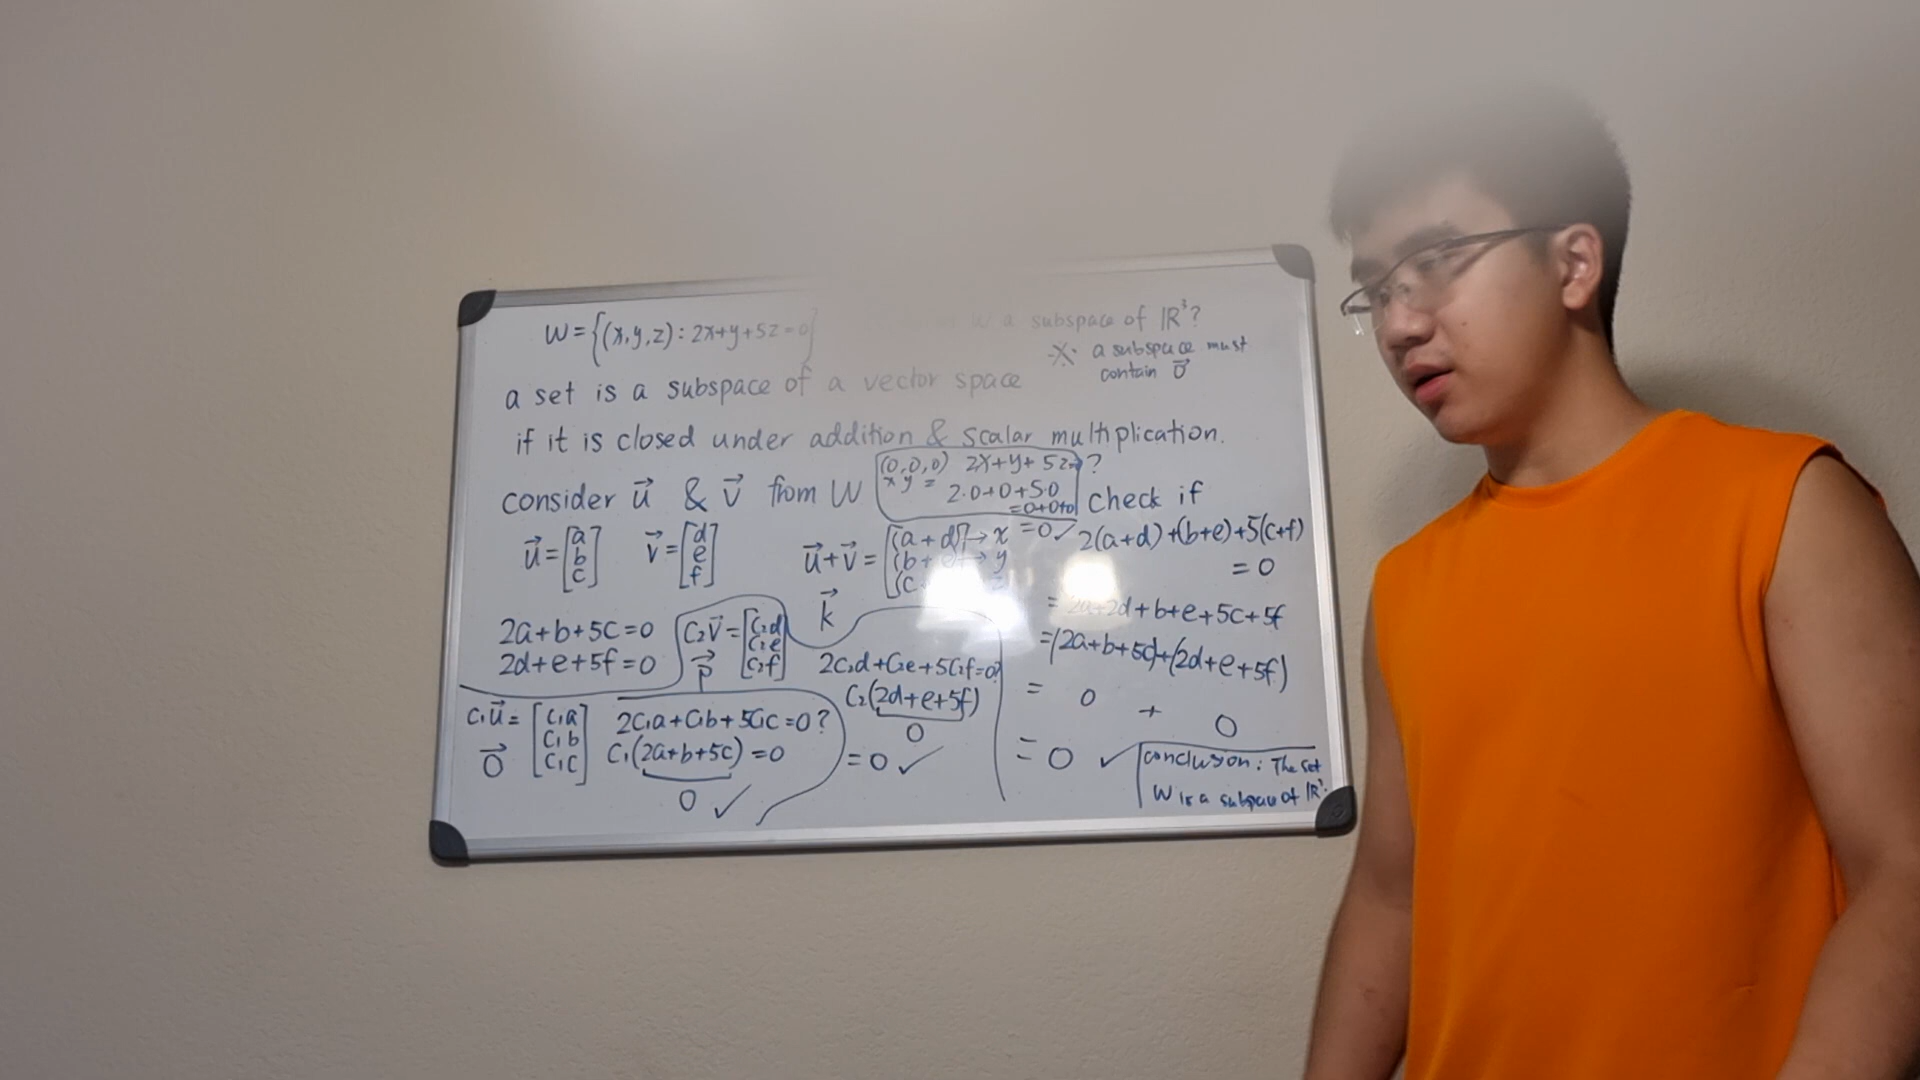 W = {(x,y,z): 2x+y+5z=0}
a subspace of ℝ³?
a subspace must
contain 0⃗
a set is a subspace of a vector space
if it is closed under addition & scalar multiplication.
consider u⃗ & v⃗ from W
(0,0,0) 2x+y+5z=?
x y =
2·0+0+5·0
=0+0+0
=0✓
u⃗=[a b c] v⃗=[d e f]
u⃗+v⃗=
(a+d) → x
(b+e) → y
(c
k⃗
check if
2(a+d)+(b+e)+5(c+f)
=0
=2a+2d+b+e+5c+5f
=(2a+b+5c)+(2d+e+5f)
= 0 + 0
= 0 ✓
2a+b+5c=0
2d+e+5f=0
C₂v⃗=[C₂d C₂e C₂f]
p⃗
2C₂d+C₂e+5C₂f=0?
C₂(2d+e+5f)
0
=0 ✓
C₁u⃗=[C₁a C₁b C₁c]
O⃗
2C₁a+C₁b+5C₁c=0?
C₁(2a+b+5c)=0
0 ✓
conclusion: The set
W is a subspace of ℝ³.